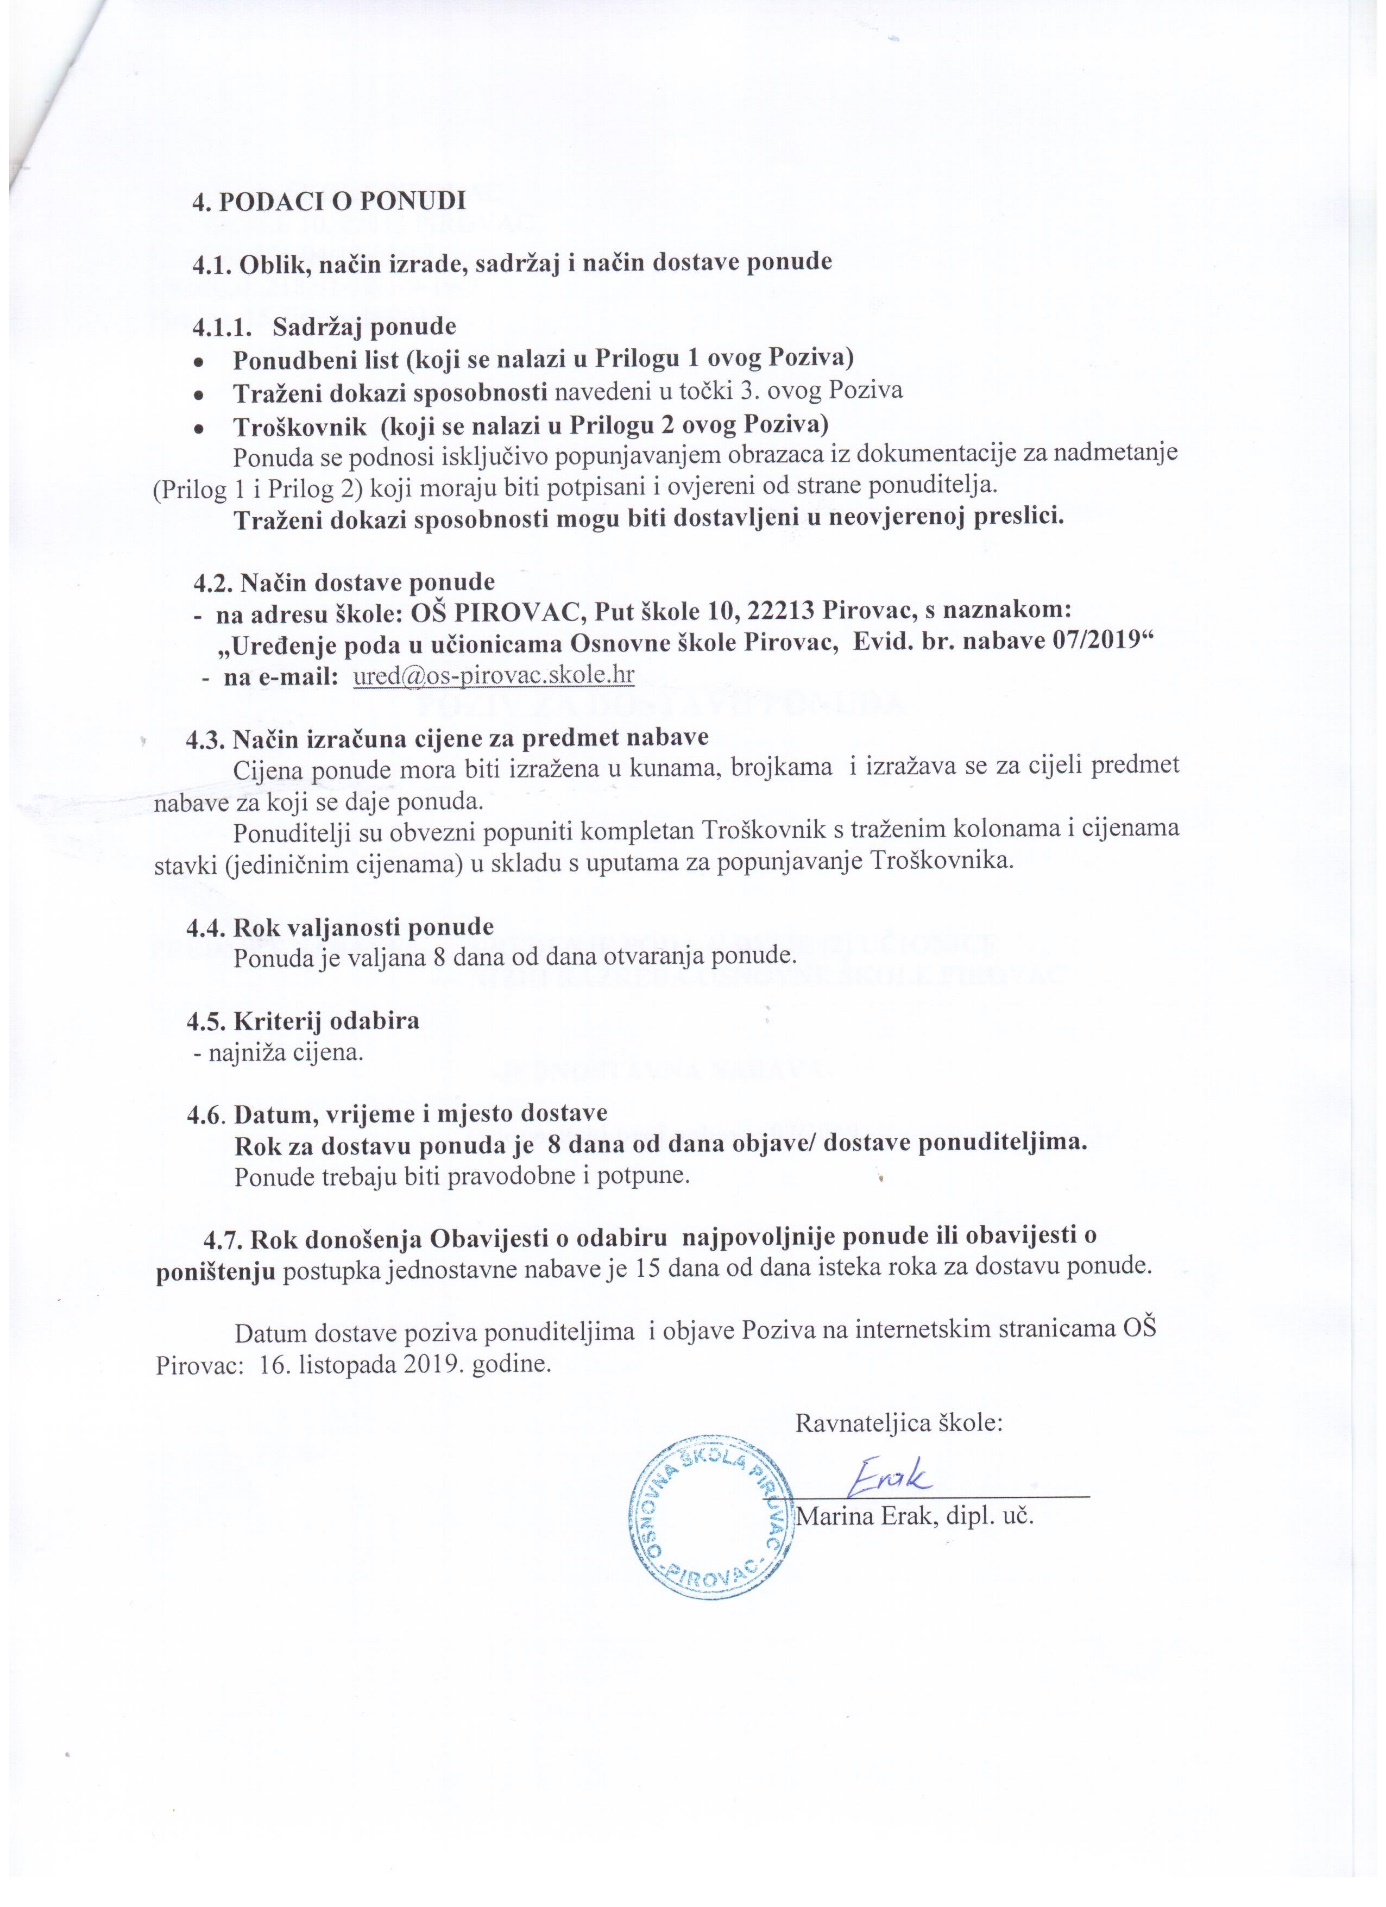 4. PODACI O PONUDI
4.1. Oblik, način izrade, sadržaj i način dostave ponude
4.1.1. Sadržaj ponude
• Ponudbeni list (koji se nalazi u Prilogu 1 ovog Poziva)
• Traženi dokazi sposobnosti navedeni u točki 3. ovog Poziva
• Troškovnik (koji se nalazi u Prilogu 2 ovog Poziva)
Ponuda se podnosi isključivo popunjavanjem obrazaca iz dokumentacije za nadmetanje
(Prilog 1 i Prilog 2) koji moraju biti potpisani i ovjereni od strane ponuditelja.
Traženi dokazi sposobnosti mogu biti dostavljeni u neovjerenoj preslici.
4.2. Način dostave ponude
- na adresu škole: OŠ PIROVAC, Put škole 10, 22213 Pirovac, s naznakom:
„Uređenje poda u učionicama Osnovne škole Pirovac, Evid. br. nabave 07/2019“
- na e-mail: ured@os-pirovac.skole.hr
4.3. Način izračuna cijene za predmet nabave
Cijena ponude mora biti izražena u kunama, brojkama i izražava se za cijeli predmet
nabave za koji se daje ponuda.
Ponuditelji su obvezni popuniti kompletan Troškovnik s traženim kolonama i cijenama
stavki (jediničnim cijenama) u skladu s uputama za popunjavanje Troškovnika.
4.4. Rok valjanosti ponude
Ponuda je valjana 8 dana od dana otvaranja ponude.
4.5. Kriterij odabira
- najniža cijena.
4.6. Datum, vrijeme i mjesto dostave
Rok za dostavu ponuda je 8 dana od dana objave/ dostave ponuditeljima.
Ponude trebaju biti pravodobne i potpune.
4.7. Rok donošenja Obavijesti o odabiru najpovoljnije ponude ili obavijesti o
poništenju postupka jednostavne nabave je 15 dana od dana isteka roka za dostavu ponude.
Datum dostave poziva ponuditeljima i objave Poziva na internetskim stranicama OŠ
Pirovac: 16. listopada 2019. godine.
Ravnateljica škole:
Erak
Marina Erak, dipl. uč.
OSNOVNA ŠKOLA PIROVAC
-PIROVAC-